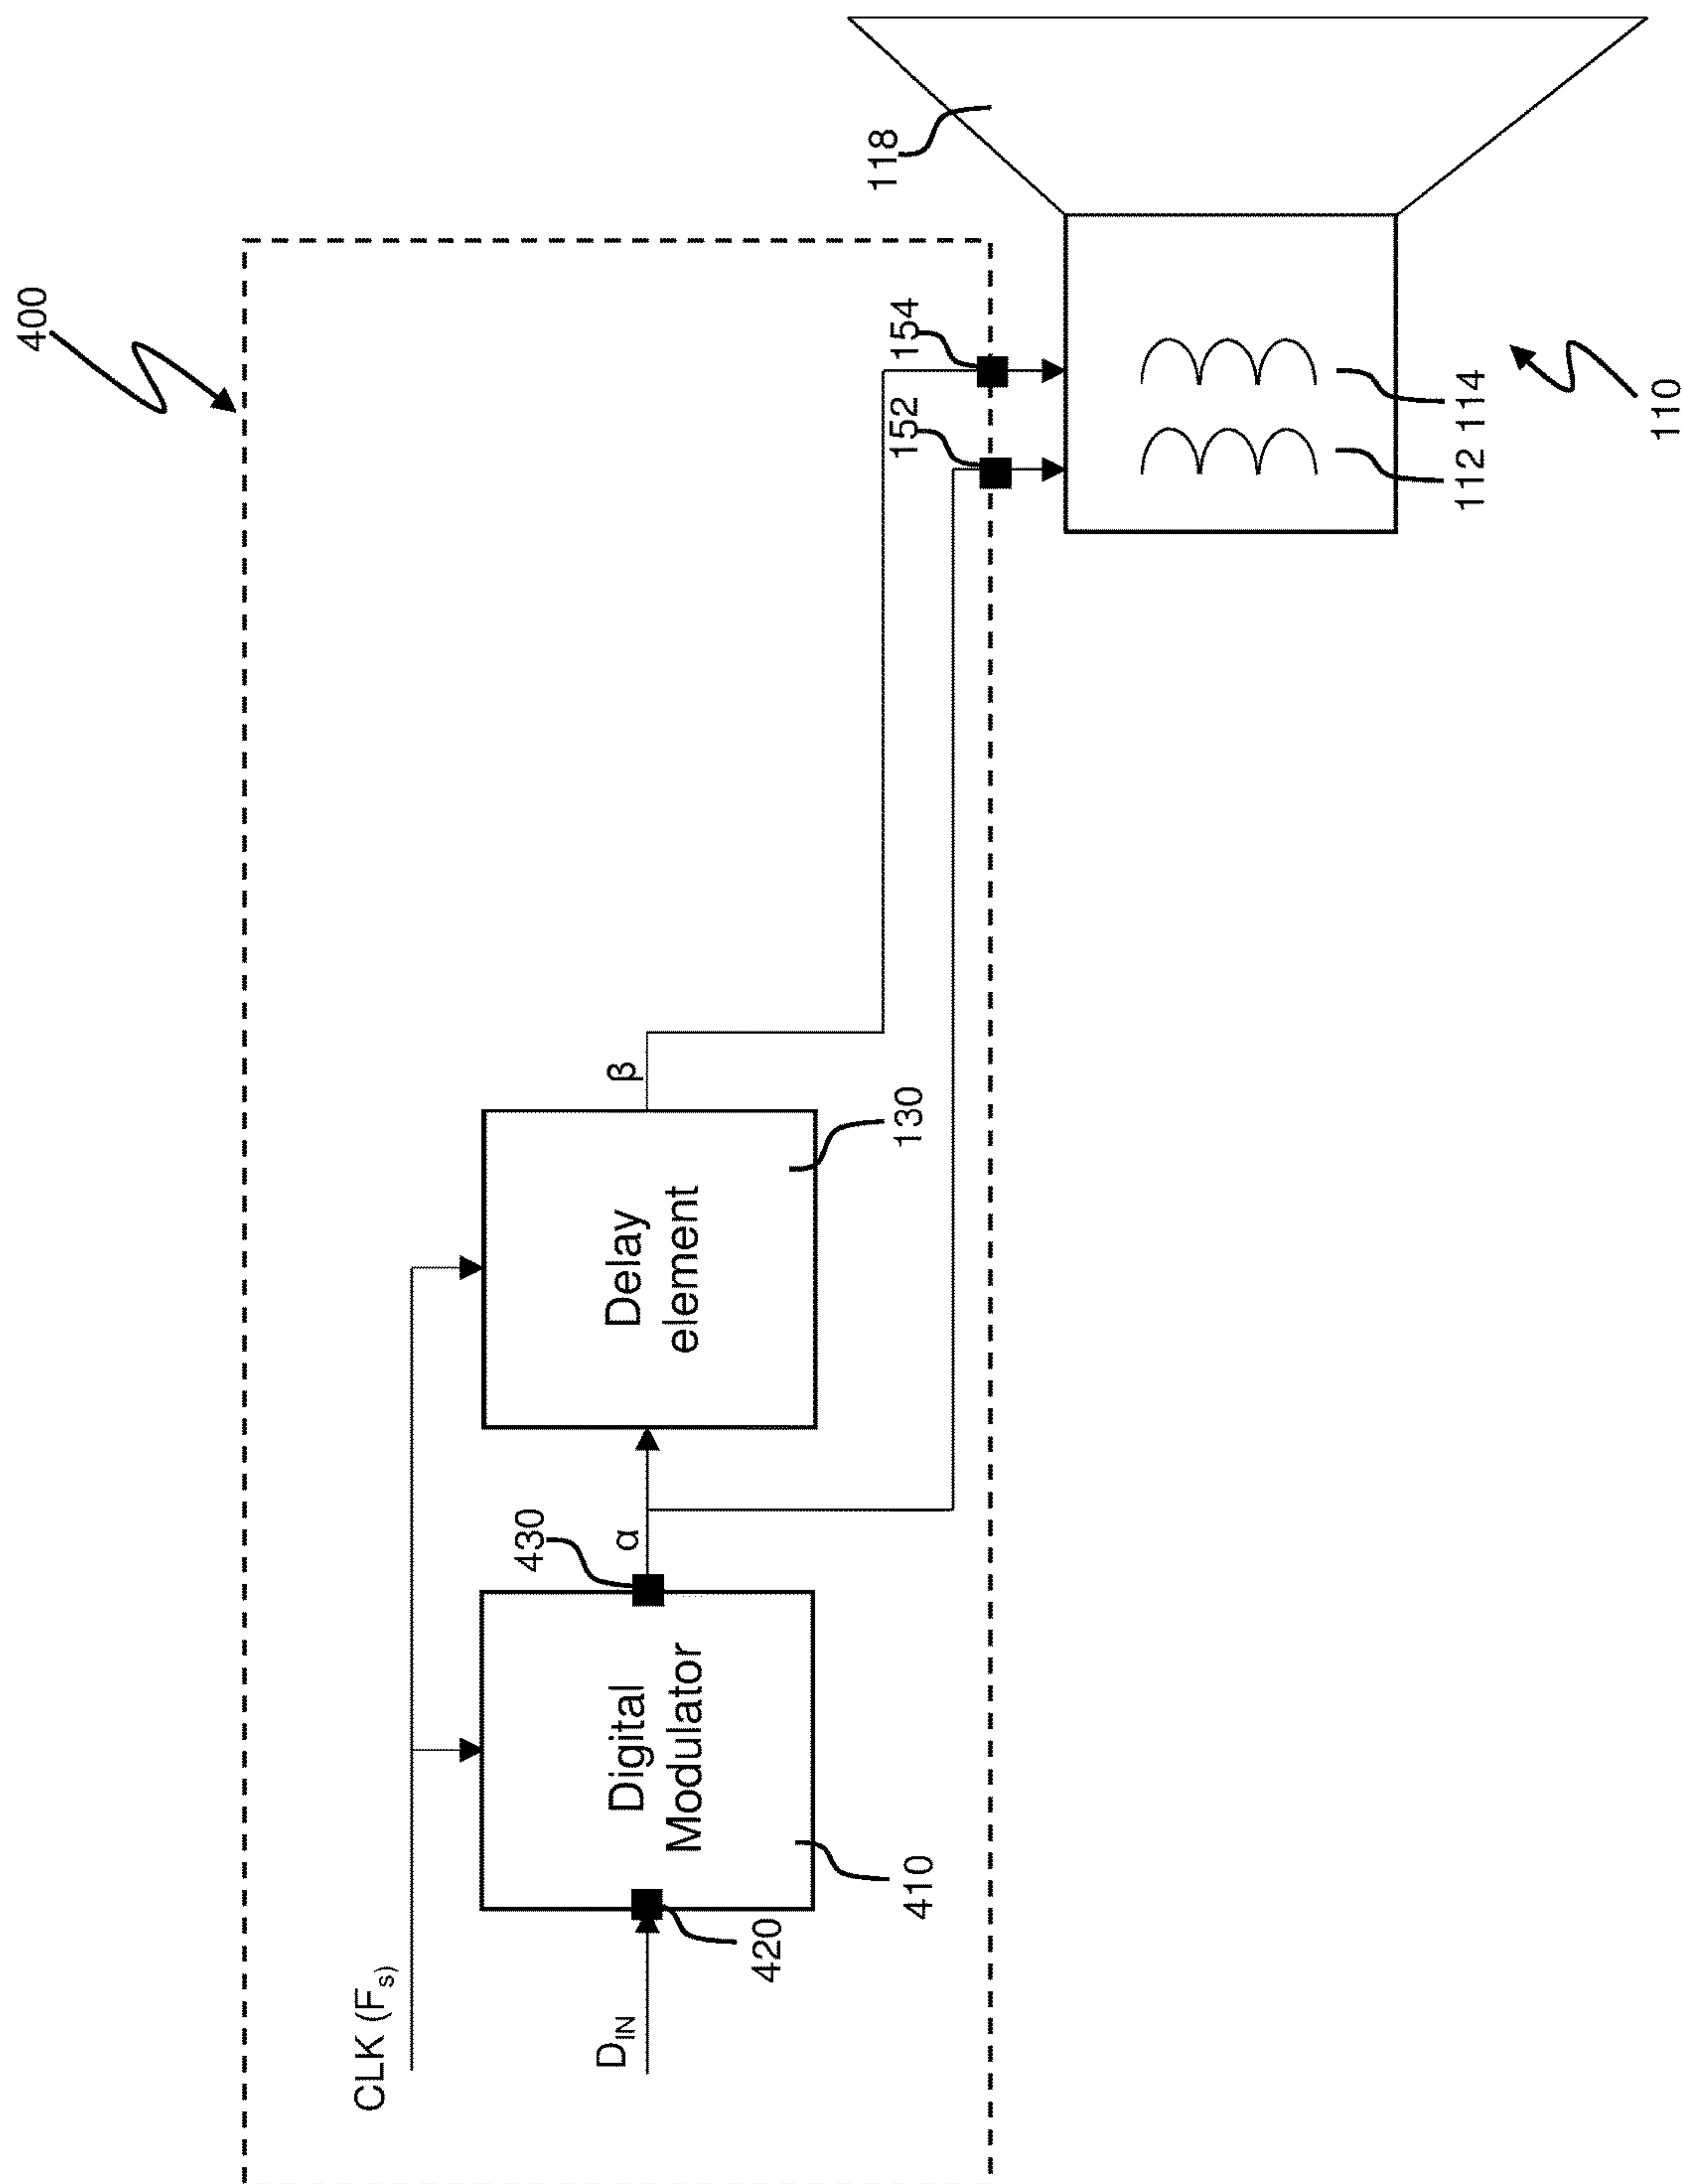 400
CLK (Fs)
DIN
420
Digital
Modulator
410
430
α
Delay
element
130
β
152
154
118
112
114
110